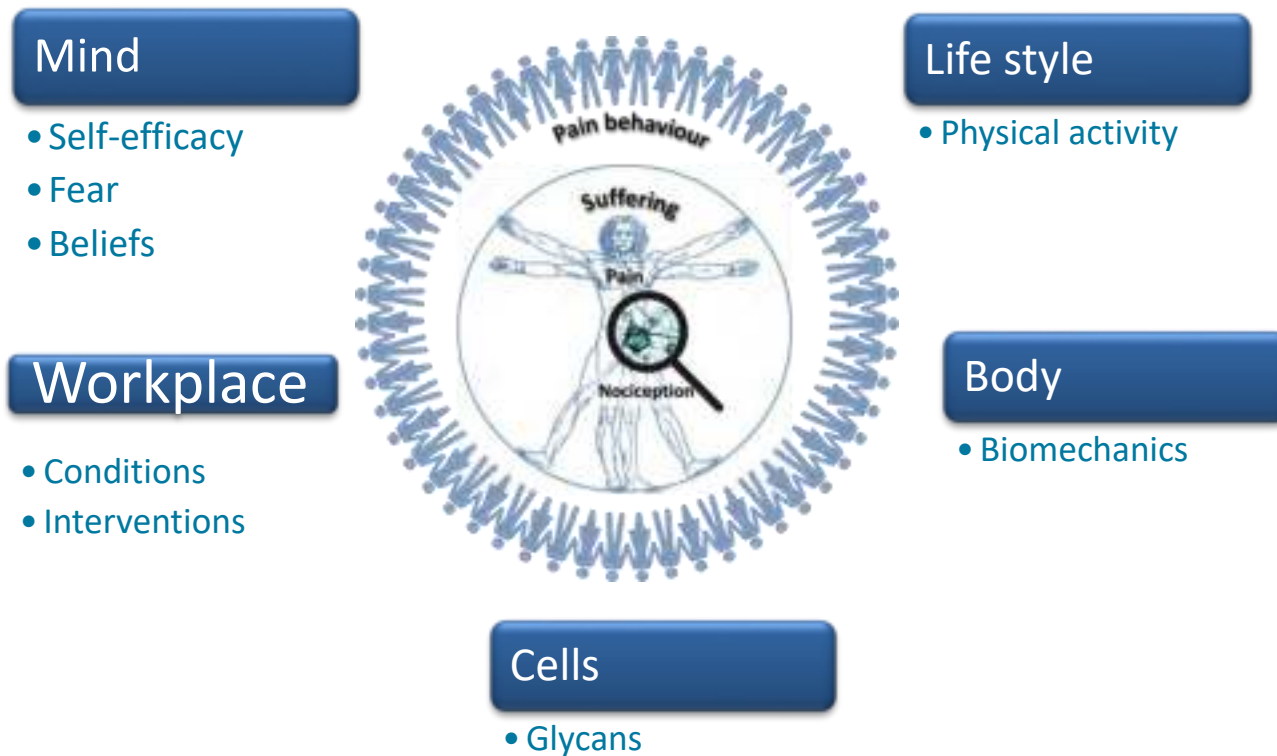 Mind
• Self-efficacy
• Fear
• Beliefs
Workplace
• Conditions
• Interventions
Pain behaviour
Suffering
Pain
Nociception
Life style
• Physical activity
Body
• Biomechanics
Cells
• Glycans